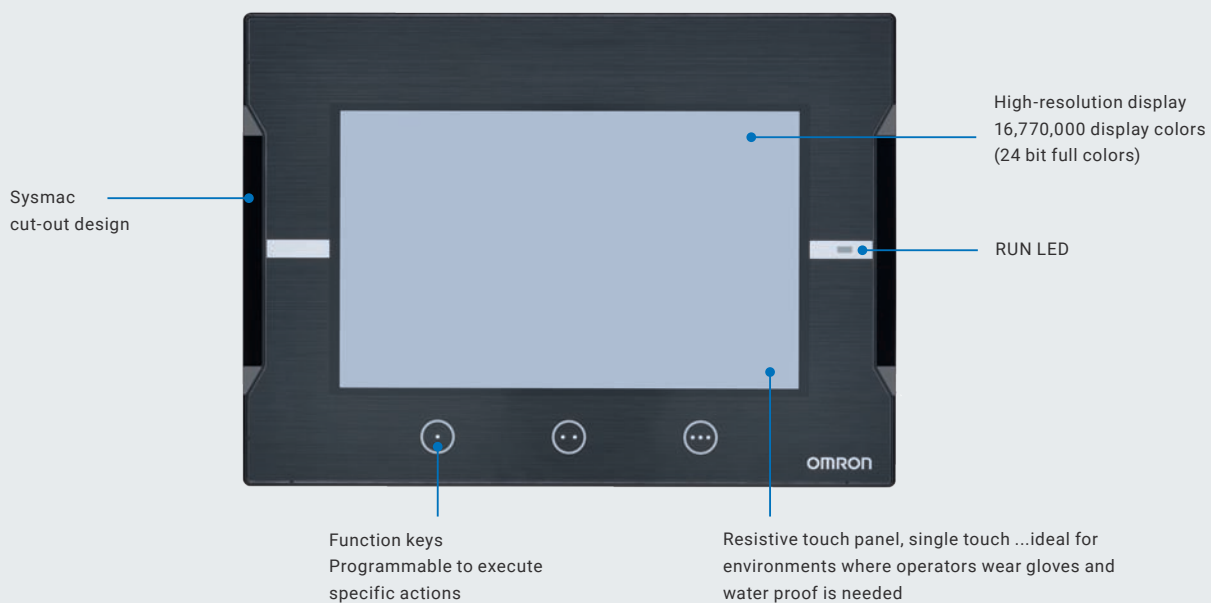 High-resolution display
16,770,000 display colors
(24 bit full colors)
Sysmac
cut-out design
RUN LED
OMRON
Function keys
Programmable to execute
specific actions
Resistive touch panel, single touch ...ideal for
environments where operators wear gloves and
water proof is needed